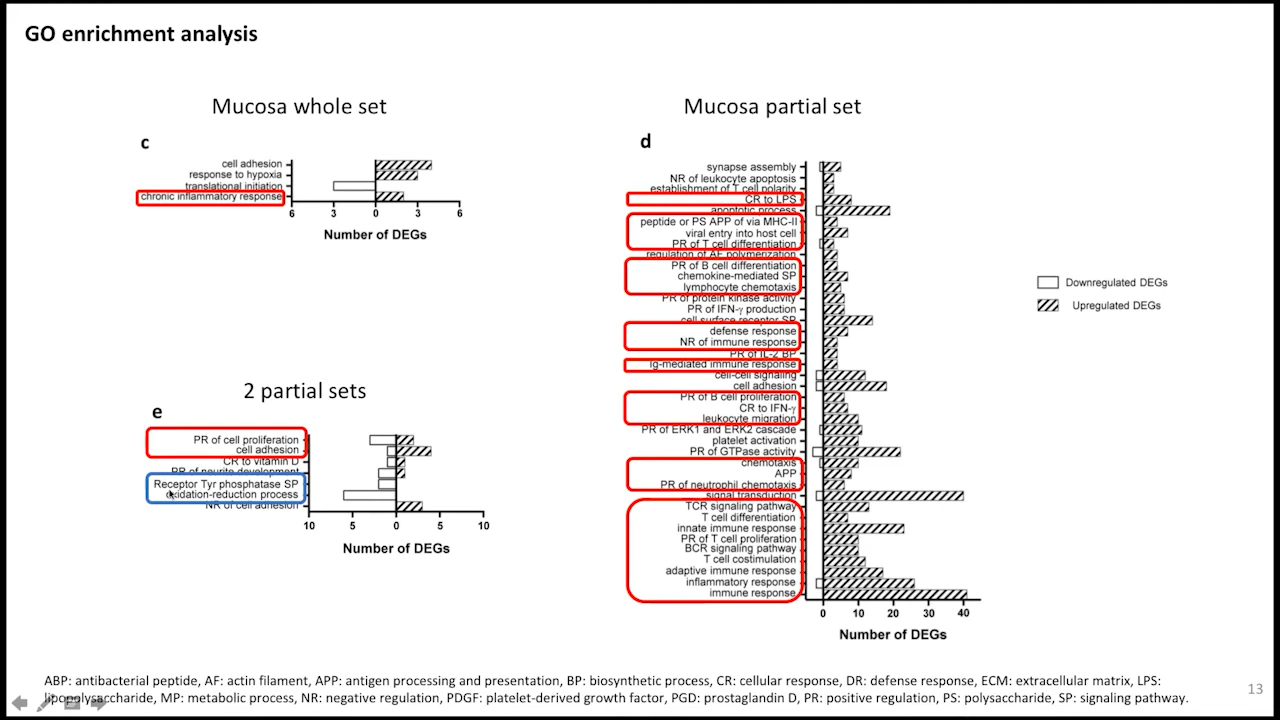 GO enrichment analysis
Mucosa whole set
c
cell adhesion
response to hypoxia
translational initiation
chronic inflammatory response
6 3 0 3 6
Number of DEGs
2 partial sets
e
PR of cell proliferation
cell adhesion
CR to vitamin D
PR of neurite development
Receptor Tyr phosphatase SP
oxidation-reduction process
NR of cell adhesion
10 5 0 5 10
Number of DEGs
Mucosa partial set
d
synapse assembly
NR of leukocyte apoptosis
establishment of T cell polarity
CR to LPS
apoptotic process
peptide or PS APP of via MHC-II
viral entry into host cell
PR of T cell differentiation
regulation of AF polymerization
PR of B cell differentiation
chemokine-mediated SP
lymphocyte chemotaxis
PR of protein kinase activity
PR of IFN-γ production
cell surface receptor SP
defense response
NR of immune response
PR of IL-2 BP
Ig-mediated immune response
cell-cell signaling
cell adhesion
PR of B cell proliferation
CR to IFN-γ
leukocyte migration
PR of ERK1 and ERK2 cascade
platelet activation
PR of GTPase activity
chemotaxis
APP
PR of neutrophil chemotaxis
signal transduction
TCR signaling pathway
T cell differentiation
innate immune response
PR of T cell proliferation
BCR signaling pathway
T cell costimulation
adaptive immune response
inflammatory response
immune response
0 10 20 30 40
Number of DEGs
Downregulated DEGs
Upregulated DEGs
ABP: antibacterial peptide, AF: actin filament, APP: antigen processing and presentation, BP: biosynthetic process, CR: cellular response, DR: defense response, ECM: extracellular matrix, LPS:
lipopolysaccharide, MP: metabolic process, NR: negative regulation, PDGF: platelet-derived growth factor, PGD: prostaglandin D, PR: positive regulation, PS: polysaccharide, SP: signaling pathway.
13